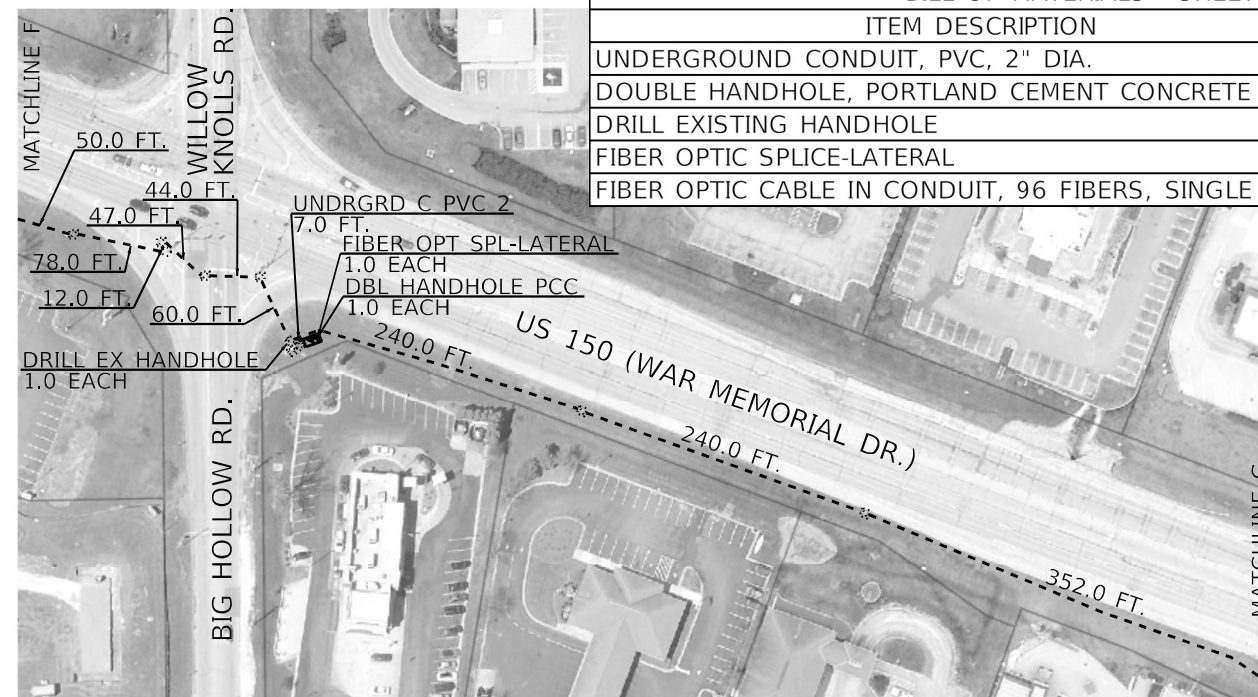 ITEM DESCRIPTION
UNDERGROUND CONDUIT, PVC, 2" DIA.
DOUBLE HANDHOLE, PORTLAND CEMENT CONCRETE
DRILL EXISTING HANDHOLE
FIBER OPTIC SPLICE-LATERAL
FIBER OPTIC CABLE IN CONDUIT, 96 FIBERS, SINGLE
MATCHLINE F
WILLOW
KNOLLS RD.
50.0 FT.
44.0 FT.
47.0 FT.
78.0 FT.
12.0 FT.
60.0 FT.
UNDRGRD C PVC 2
7.0 FT.
FIBER OPT SPL-LATERAL
1.0 EACH
DBL HANDHOLE PCC
1.0 EACH
DRILL EX HANDHOLE
1.0 EACH
240.0 FT.
US 150 (WAR MEMORIAL DR.)
240.0 FT.
352.0 FT.
BIG HOLLOW RD.
MATCHLINE